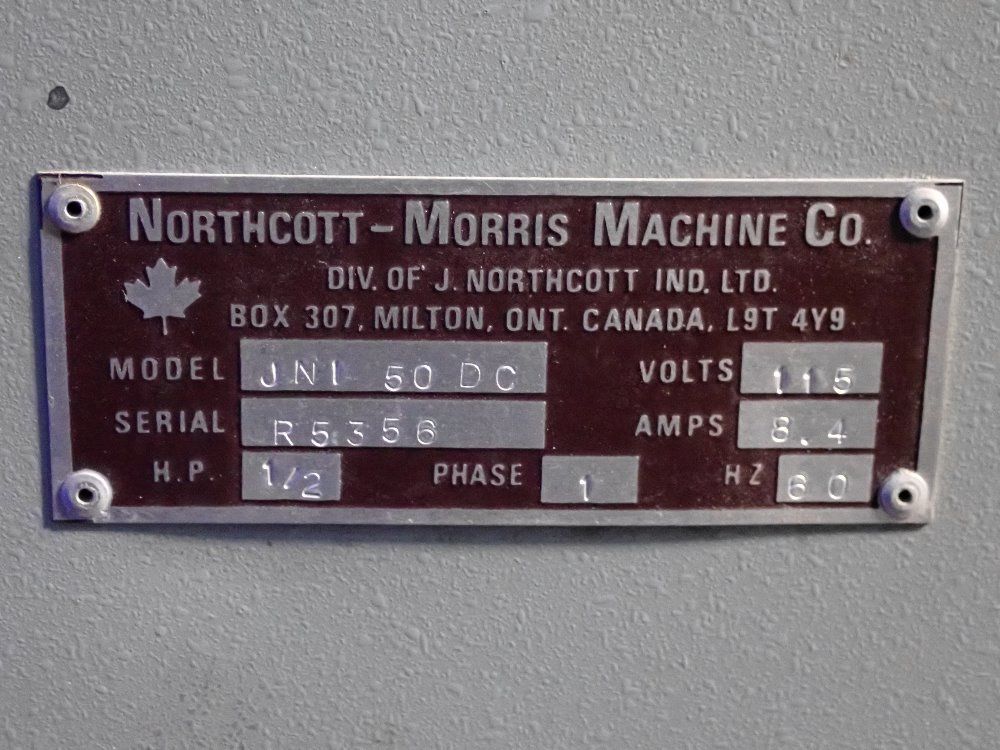 NORTHCOTT-MORRIS MACHINE CO.
DIV. OF J. NORTHCOTT IND. LTD.
BOX 307, MILTON, ONT. CANADA, L9T 4Y9
MODEL JNI 50 DC VOLTS 115
SERIAL R5356 AMPS 8.4
H.P. 1/2 PHASE 1 HZ 60